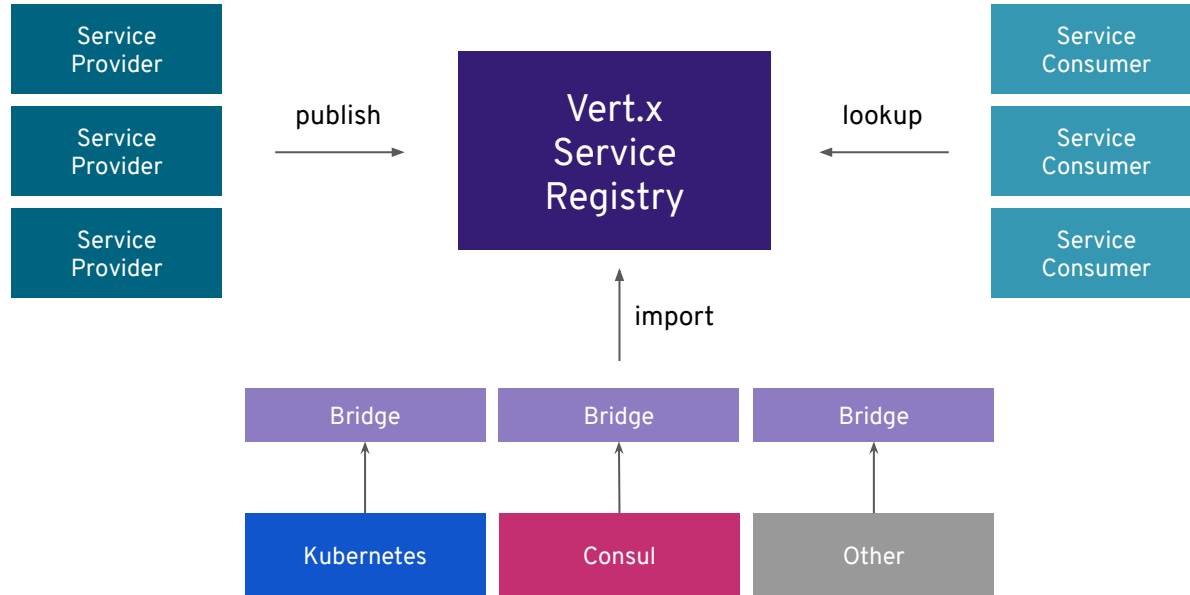 Service
Provider
Service
Provider
Service
Provider
publish
Vert.x
Service
Registry
lookup
Service
Consumer
Service
Consumer
Service
Consumer
import
Bridge
Bridge
Bridge
Kubernetes
Consul
Other